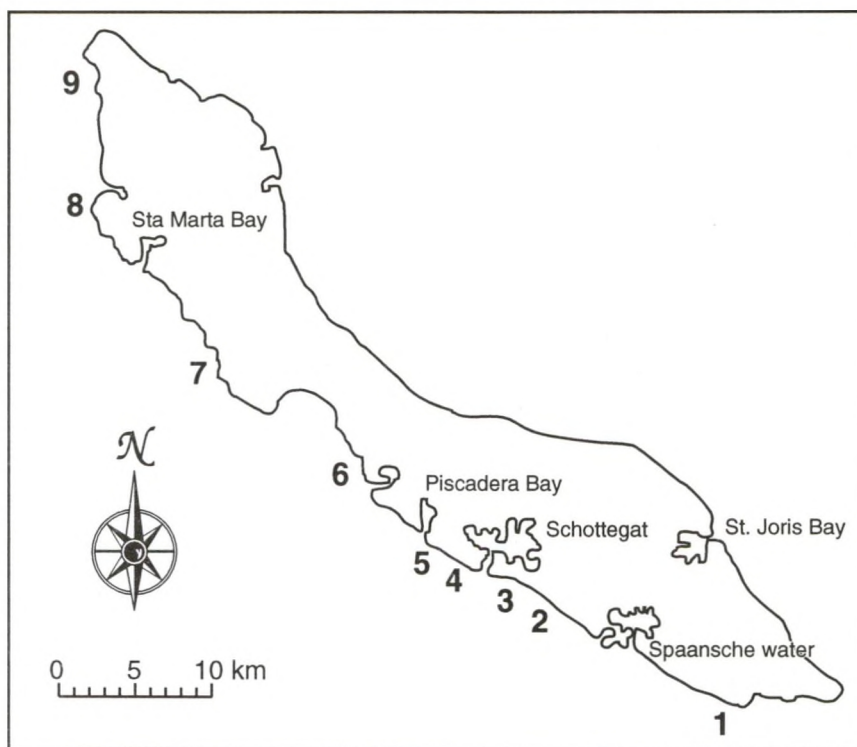 9
8
Sta Marta Bay
7
N
6
Piscadera Bay
Schottegat
St. Joris Bay
5
4
3
2
Spaansche water
0 5 10 km
1